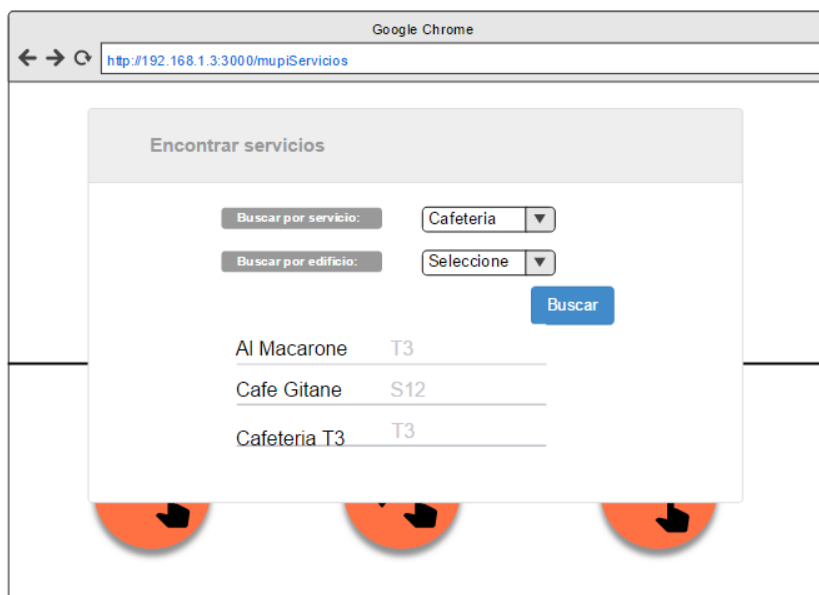 Google Chrome
http://192.168.1.3:3000/mupiServicios
Encontrar servicios
Buscar por servicio: Cafeteria
Buscar por edificio: Seleccione
Buscar
Al Macarone T3
Cafe Gitane S12
Cafeteria T3 T3